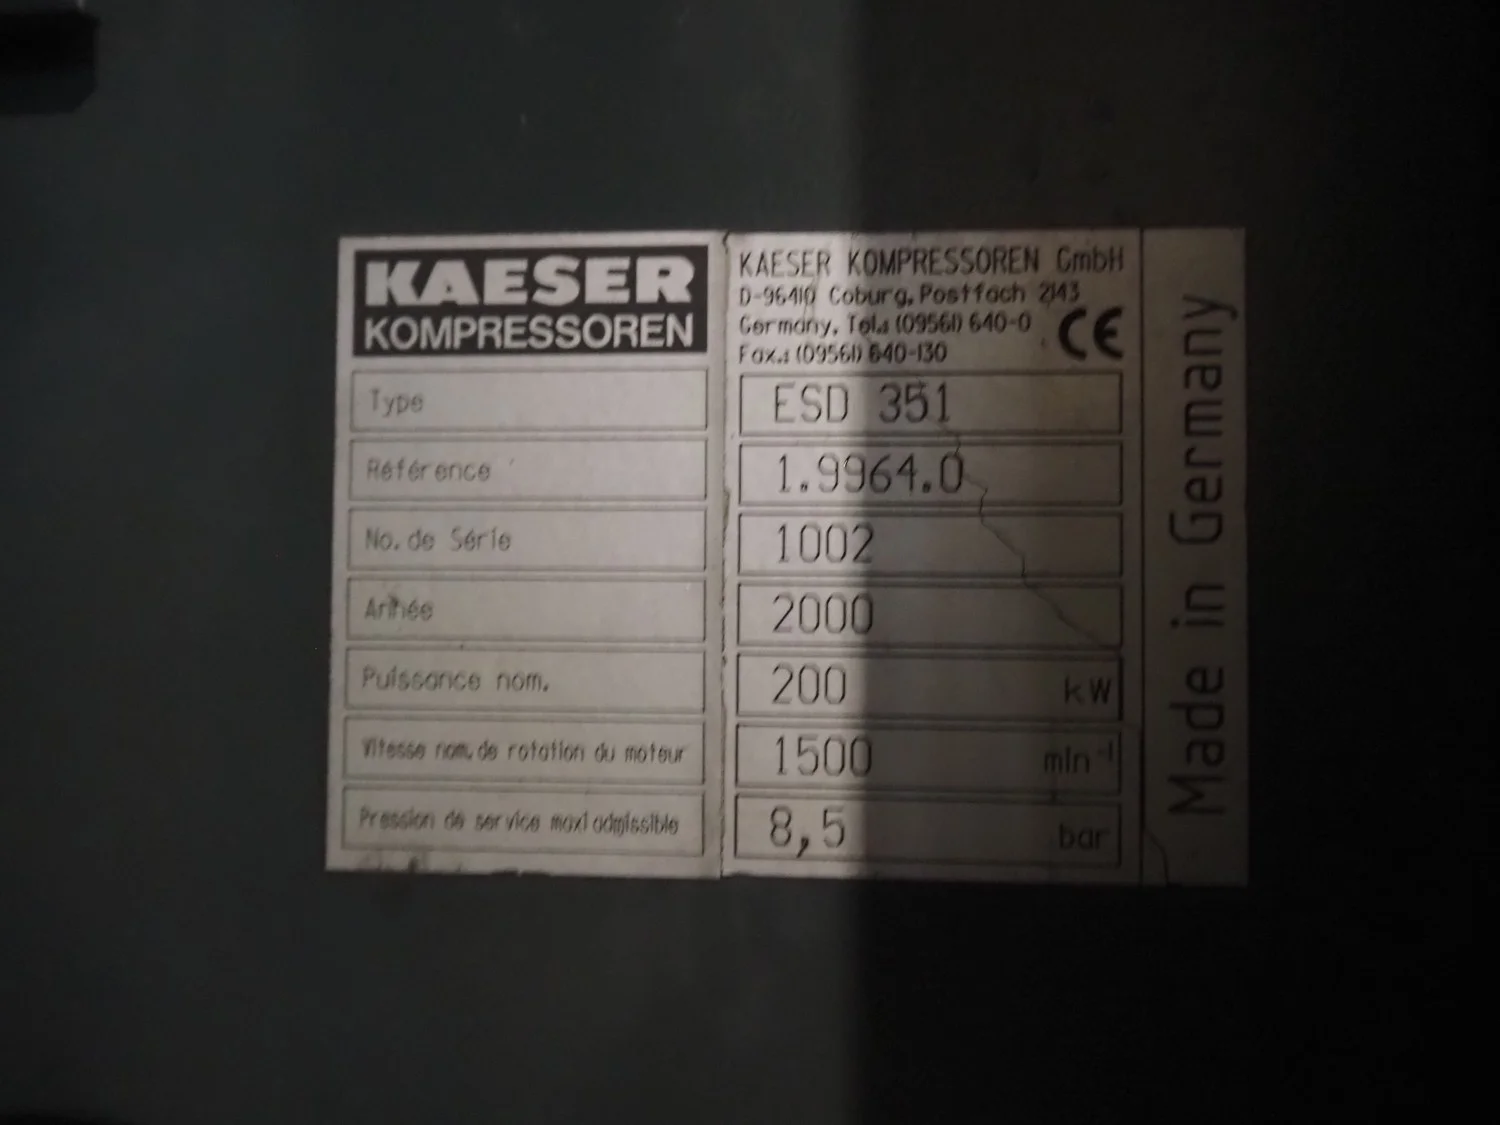 KAESER
KOMPRESSOREN
KAESER KOMPRESSOREN GmbH
D-96410 Coburg, Postfach 2143
Germany, Tel.: (09561) 640-0
Fax.: (09561) 640-130
CE
Type ESD 351
Référence 1.9964.0
No. de Série 1002
Année 2000
Puissance nom. 200 kW
Vitesse nom. de rotation du moteur 1500 min⁻¹
Pression de service maxi admissible 8,5 bar
Made in Germany